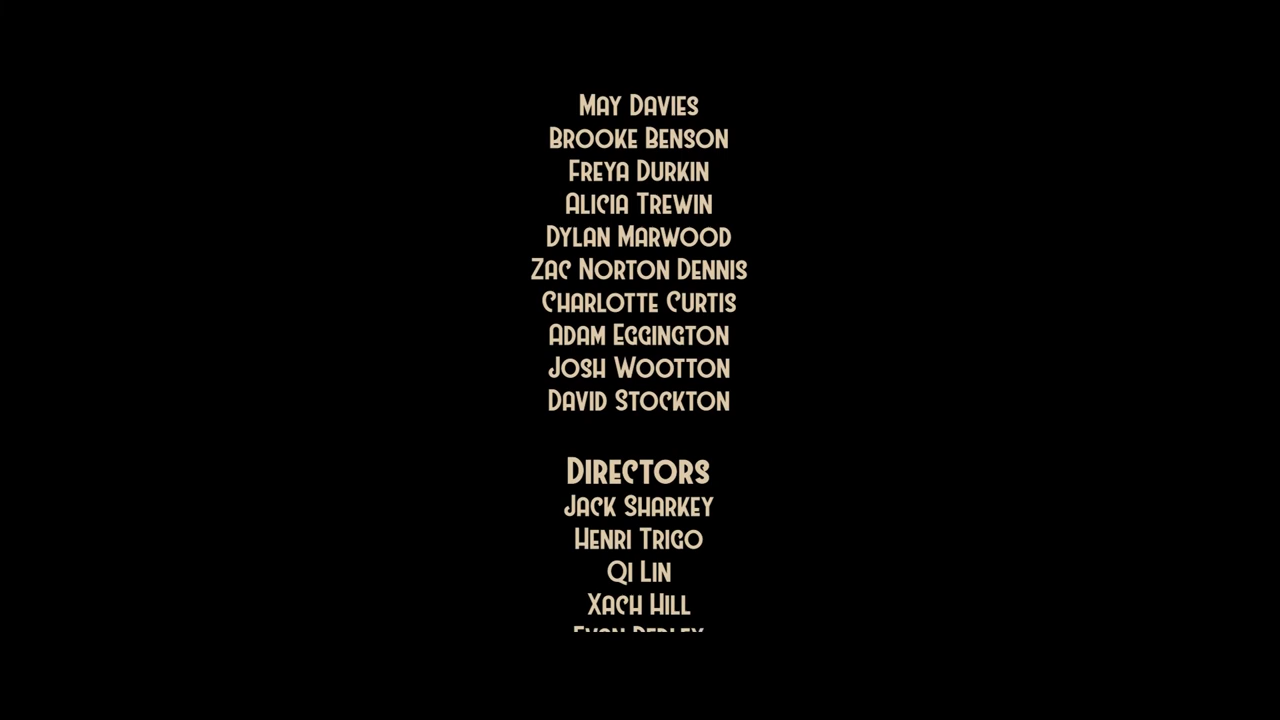 May Davies
Brooke Benson
Freya Durkin
Alicia Trewin
Dylan Marwood
Zac Norton Dennis
Charlotte Curtis
Adam Eggington
Josh Wootton
David Stockton
Directors
Jack Sharkey
Henri Trigo
Qi Lin
Xach Hill